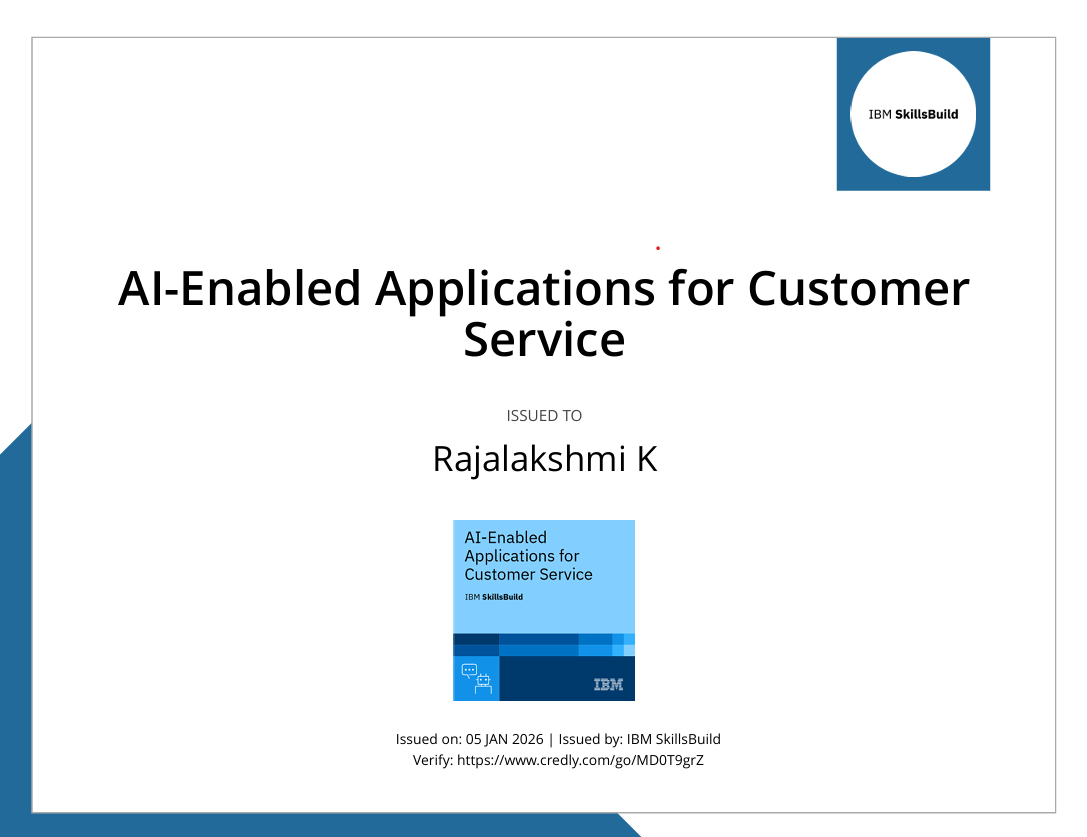 IBM SkillsBuild
AI-Enabled Applications for Customer
Service
ISSUED TO
Rajalakshmi K
AI-Enabled
Applications for
Customer Service
IBM SkillsBuild
IBM
Issued on: 05 JAN 2026 | Issued by: IBM SkillsBuild
Verify: https://www.credly.com/go/MD0T9grZ